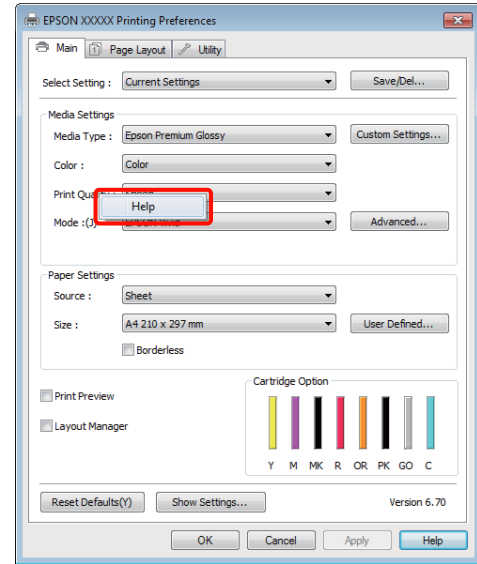 EPSON XXXXX Printing Preferences
Main Page Layout Utility
Select Setting : Current Settings Save/Del...
Media Settings
Media Type : Epson Premium Glossy Custom Settings...
Color : Color
Print
Help
Mode :(J) Advanced...
Paper Settings
Source : Sheet
Size : A4 210 x 297 mm User Defined...
Borderless
Print Preview
Layout Manager
Cartridge Option
Y M MK R OR PK GO C
Reset Defaults(Y) Show Settings... Version 6.70
OK Cancel Apply Help